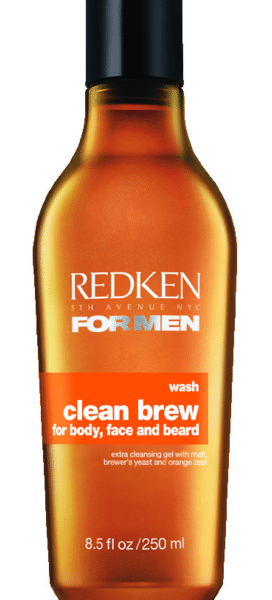 REDKEN
5TH AVENUE NYC
FOR MEN
wash
clean brew
for body, face and beard
extra cleansing gel with malt,
brewer's yeast and orange zest
8.5 fl oz/250 ml